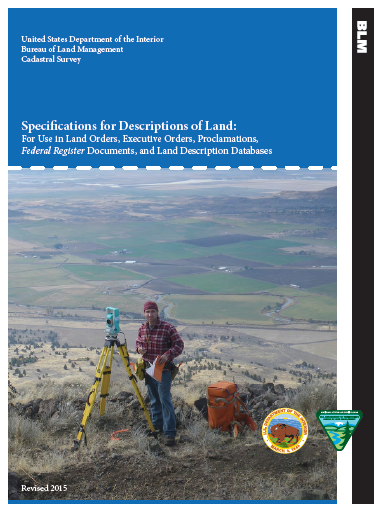 United States Department of the Interior
Bureau of Land Management
Cadastral Survey
BLM
Specifications for Descriptions of Land:
For Use in Land Orders, Executive Orders, Proclamations,
Federal Register Documents, and Land Description Databases
U.S. DEPARTMENT OF THE INTERIOR
MARCH 3, 1849
Revised 2015